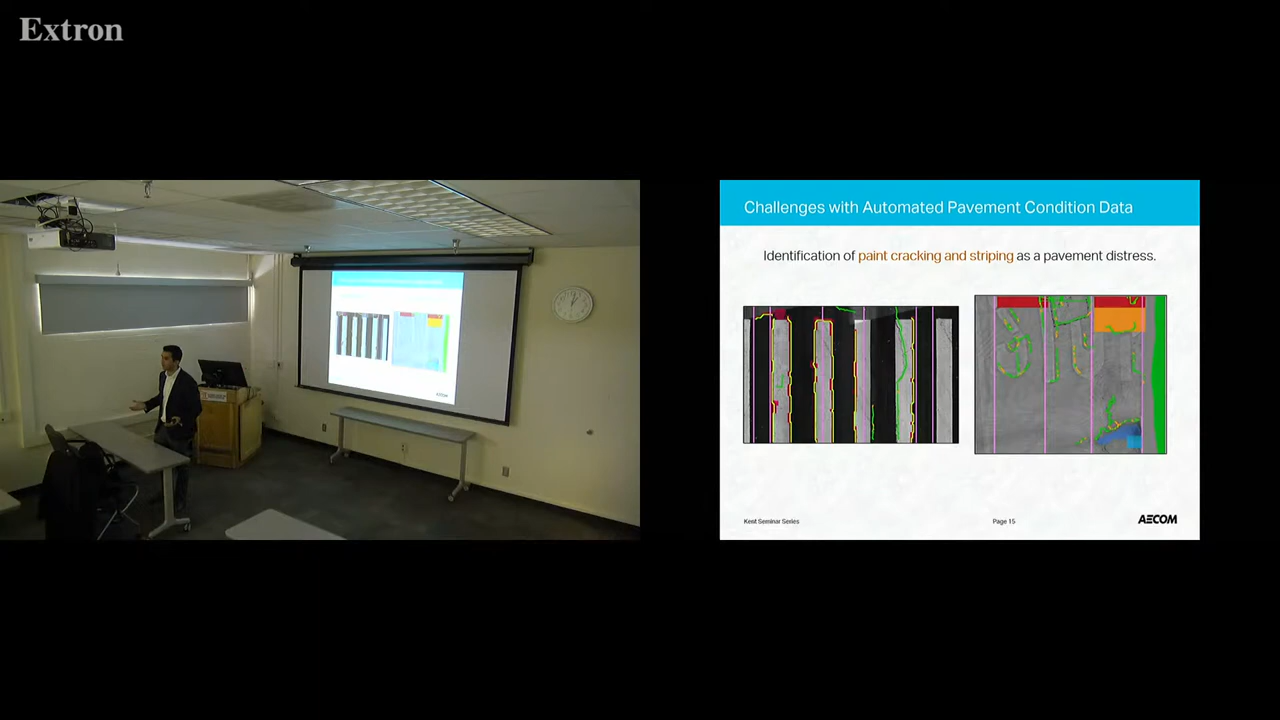 Extron
Challenges with Automated Pavement Condition Data
Identification of paint cracking and striping as a pavement distress.
Kent Seminar Series
Page 15
AECOM